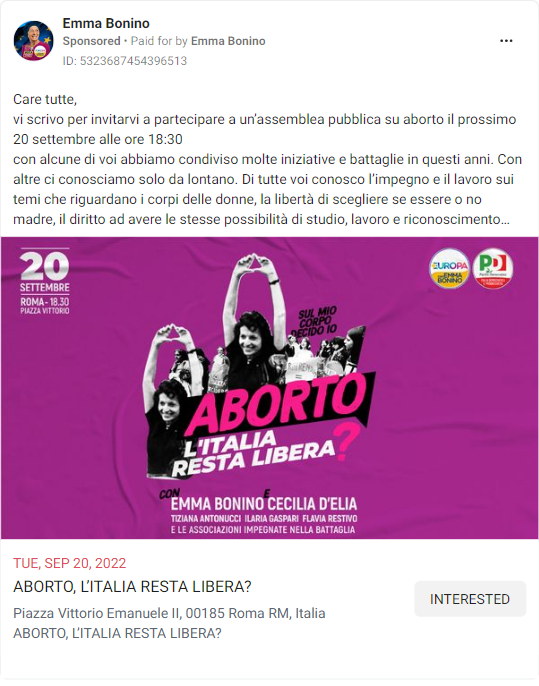 Emma Bonino
Sponsored • Paid for by Emma Bonino
ID: 5323687454396513
Care tutte,
vi scrivo per invitarvi a partecipare a un'assemblea pubblica su aborto il prossimo
20 settembre alle ore 18:30
con alcune di voi abbiamo condiviso molte iniziative e battaglie in questi anni. Con
altre ci conosciamo solo da lontano. Di tutte voi conosco l'impegno e il lavoro sui
temi che riguardano i corpi delle donne, la libertà di scegliere se essere o no
madre, il diritto ad avere le stesse possibilità di studio, lavoro e riconoscimento...
20
SETTEMBRE
ROMA - 18.30
PIAZZA VITTORIO
EUROPA
EMMA
BONINO
PD
SUL MIO
CORPO
DECIDO IO
ABORTO
L'ITALIA
RESTA LIBERA?
CON
EMMA BONINO E CECILIA D'ELIA
TIZIANA ANTONUCCI ILARIA GASPARI FLAVIA RESTIVO
E LE ASSOCIAZIONI IMPEGNATE NELLA BATTAGLIA
TUE, SEP 20, 2022
ABORTO, L'ITALIA RESTA LIBERA?
Piazza Vittorio Emanuele II, 00185 Roma RM, Italia
ABORTO, L'ITALIA RESTA LIBERA?
INTERESTED